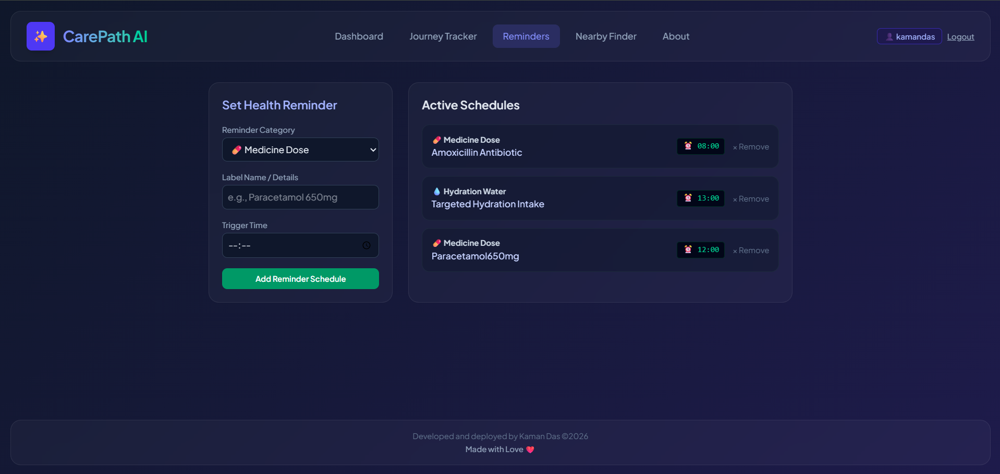 CarePath AI
Dashboard
Journey Tracker
Reminders
Nearby Finder
About
kamandas
Logout
Set Health Reminder
Reminder Category
Medicine Dose
Label Name / Details
e.g., Paracetamol 650mg
Trigger Time
--:--
Add Reminder Schedule
Active Schedules
Medicine Dose
Amoxicillin Antibiotic
08:00
× Remove
Hydration Water
Targeted Hydration Intake
13:00
× Remove
Medicine Dose
Paracetamol650mg
12:00
× Remove
Developed and deployed by Kaman Das ©2026
Made with Love